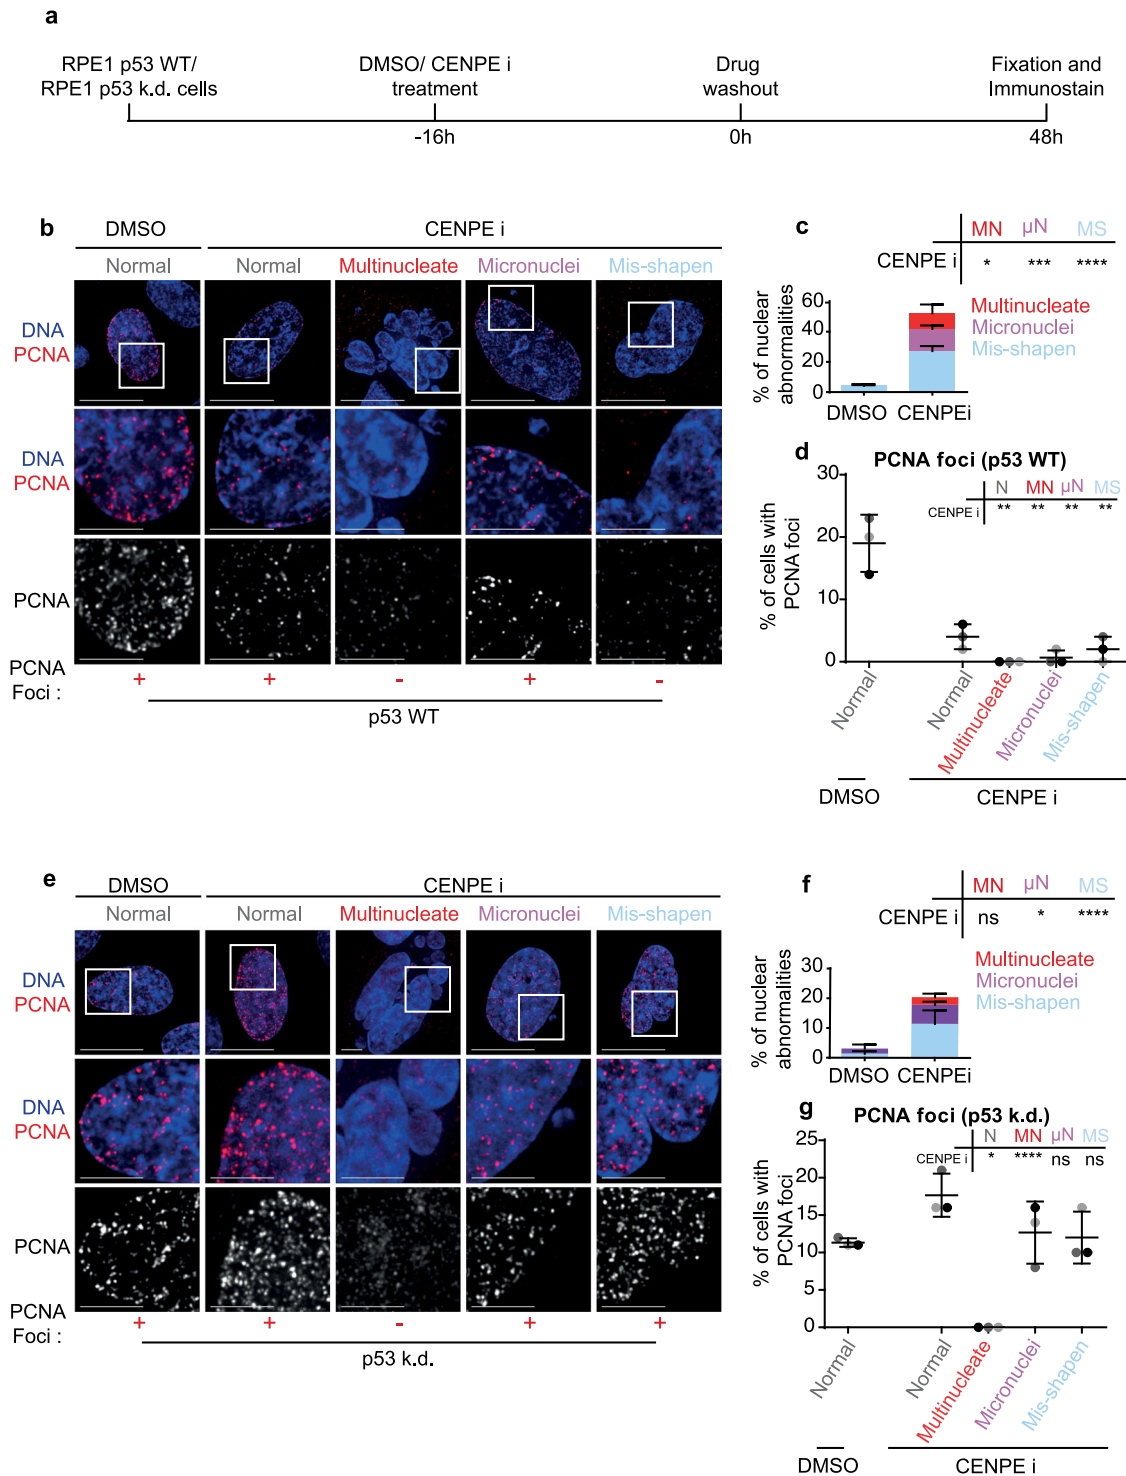 a
RPE1 p53 WT/
RPE1 p53 k.d. cells
DMSO/ CENPE i
treatment
Drug
washout
Fixation and
Immunostain
-16h
0h
48h
b
DMSO
CENPE i
Normal
Normal
Multinucleate
Micronuclei
Mis-shapen
DNA
PCNA
DNA
PCNA
PCNA
PCNA
Foci :
+
+
-
+
-
p53 WT
c
MN
µN
MS
CENPE i
*
***
****
% of nuclear
abnormalities
60
40
20
0
DMSO
CENPEi
Multinucleate
Micronuclei
Mis-shapen
d
PCNA foci (p53 WT)
N
MN
µN
MS
CENPE i
**
**
**
**
% of cells with
PCNA foci
30
20
10
0
Normal
Normal
Multinucleate
Micronuclei
Mis-shapen
DMSO
CENPE i
e
DMSO
CENPE i
Normal
Normal
Multinucleate
Micronuclei
Mis-shapen
DNA
PCNA
DNA
PCNA
PCNA
PCNA
Foci :
+
+
-
+
+
p53 k.d.
f
MN
µN
MS
CENPE i
ns
*
****
% of nuclear
abnormalities
30
20
10
0
DMSO
CENPEi
Multinucleate
Micronuclei
Mis-shapen
g
PCNA foci (p53 k.d.)
N
MN
µN
MS
CENPE i
*
****
ns
ns
% of cells with
PCNA foci
25
20
15
10
5
0
Normal
Normal
Multinucleate
Micronuclei
Mis-shapen
DMSO
CENPE i